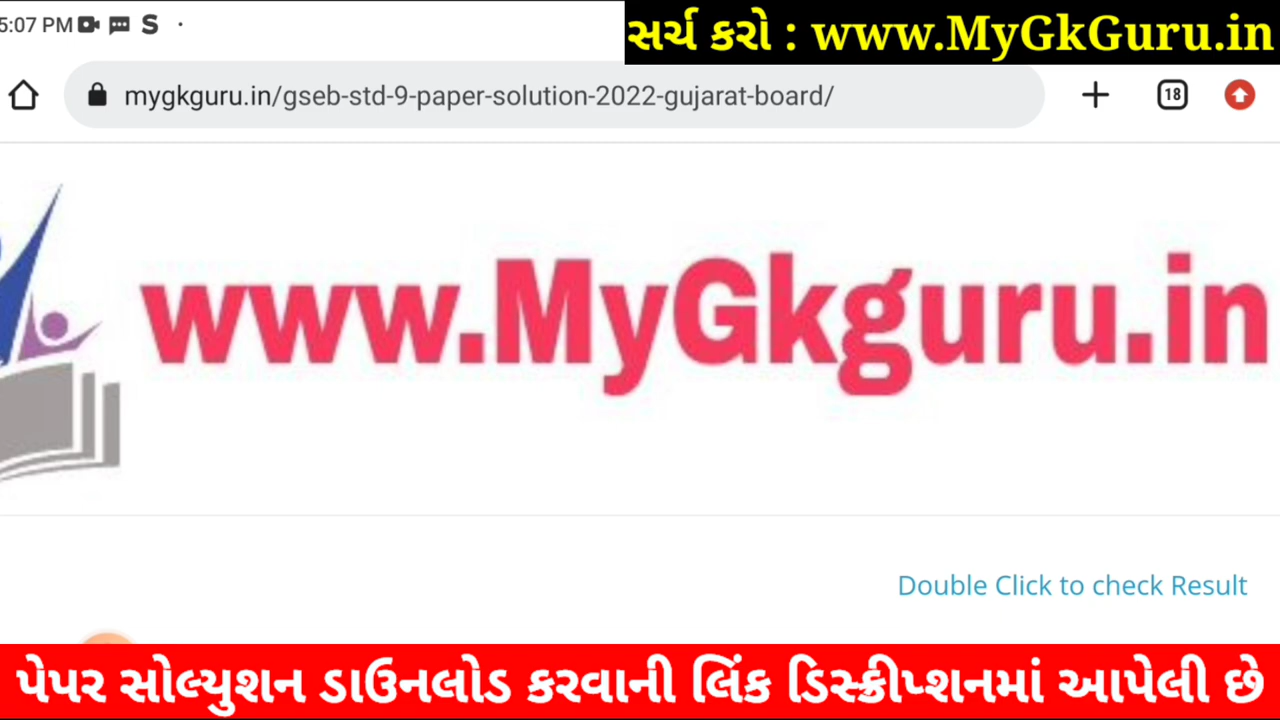 5:07 PM
સર્ચ કરો : www.MyGkGuru.in
mygkguru.in/gseb-std-9-paper-solution-2022-gujarat-board/
18
www.MyGkguru.in
Double Click to check Result
પેપર સોલ્યુશન ડાઉનલોડ કરવાની લિંક ડિસ્ક્રીપ્શનમાં આપેલી છે